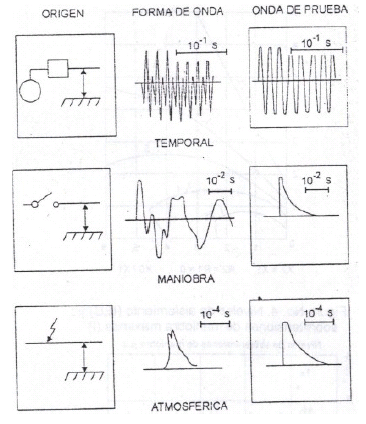 ORIGEN FORMA DE ONDA ONDA DE PRUEBA
10⁻¹ s 10⁻¹ s
TEMPORAL
10⁻² s 10⁻² s
MANIOBRA
10⁻⁴ s 10⁻⁴ s
ATMOSFERICA